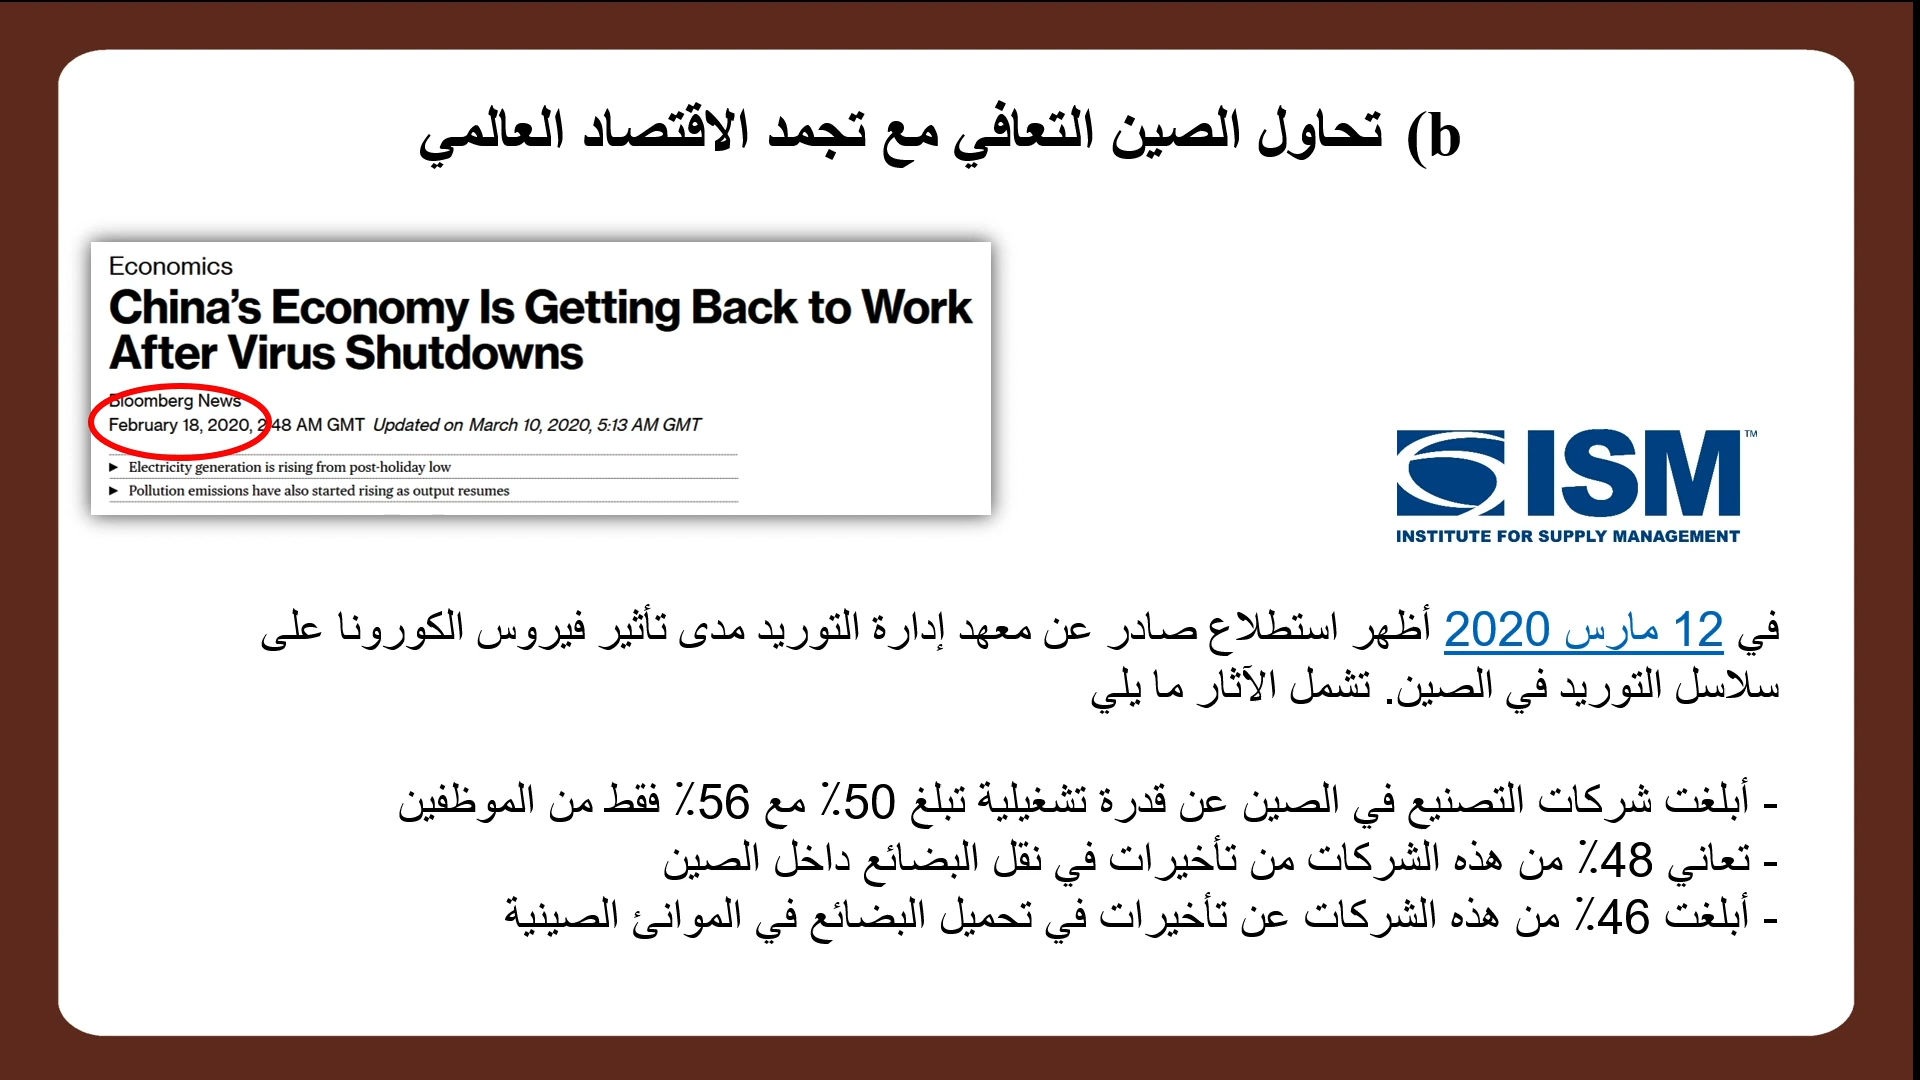 b) تحاول الصين التعافي مع تجمد الاقتصاد العالمي
Economics
China's Economy Is Getting Back to Work
After Virus Shutdowns
Bloomberg News
February 18, 2020, 2:48 AM GMT Updated on March 10, 2020, 5:13 AM GMT
► Electricity generation is rising from post-holiday low
► Pollution emissions have also started rising as output resumes
ISM™
INSTITUTE FOR SUPPLY MANAGEMENT
في 12 مارس 2020 أظهر استطلاع صادر عن معهد إدارة التوريد مدى تأثير فيروس الكورونا على
سلاسل التوريد في الصين. تشمل الآثار ما يلي
- أبلغت شركات التصنيع في الصين عن قدرة تشغيلية تبلغ 50٪ مع 56٪ فقط من الموظفين
- تعاني 48٪ من هذه الشركات من تأخيرات في نقل البضائع داخل الصين
- أبلغت 46٪ من هذه الشركات عن تأخيرات في تحميل البضائع في الموانئ الصينية